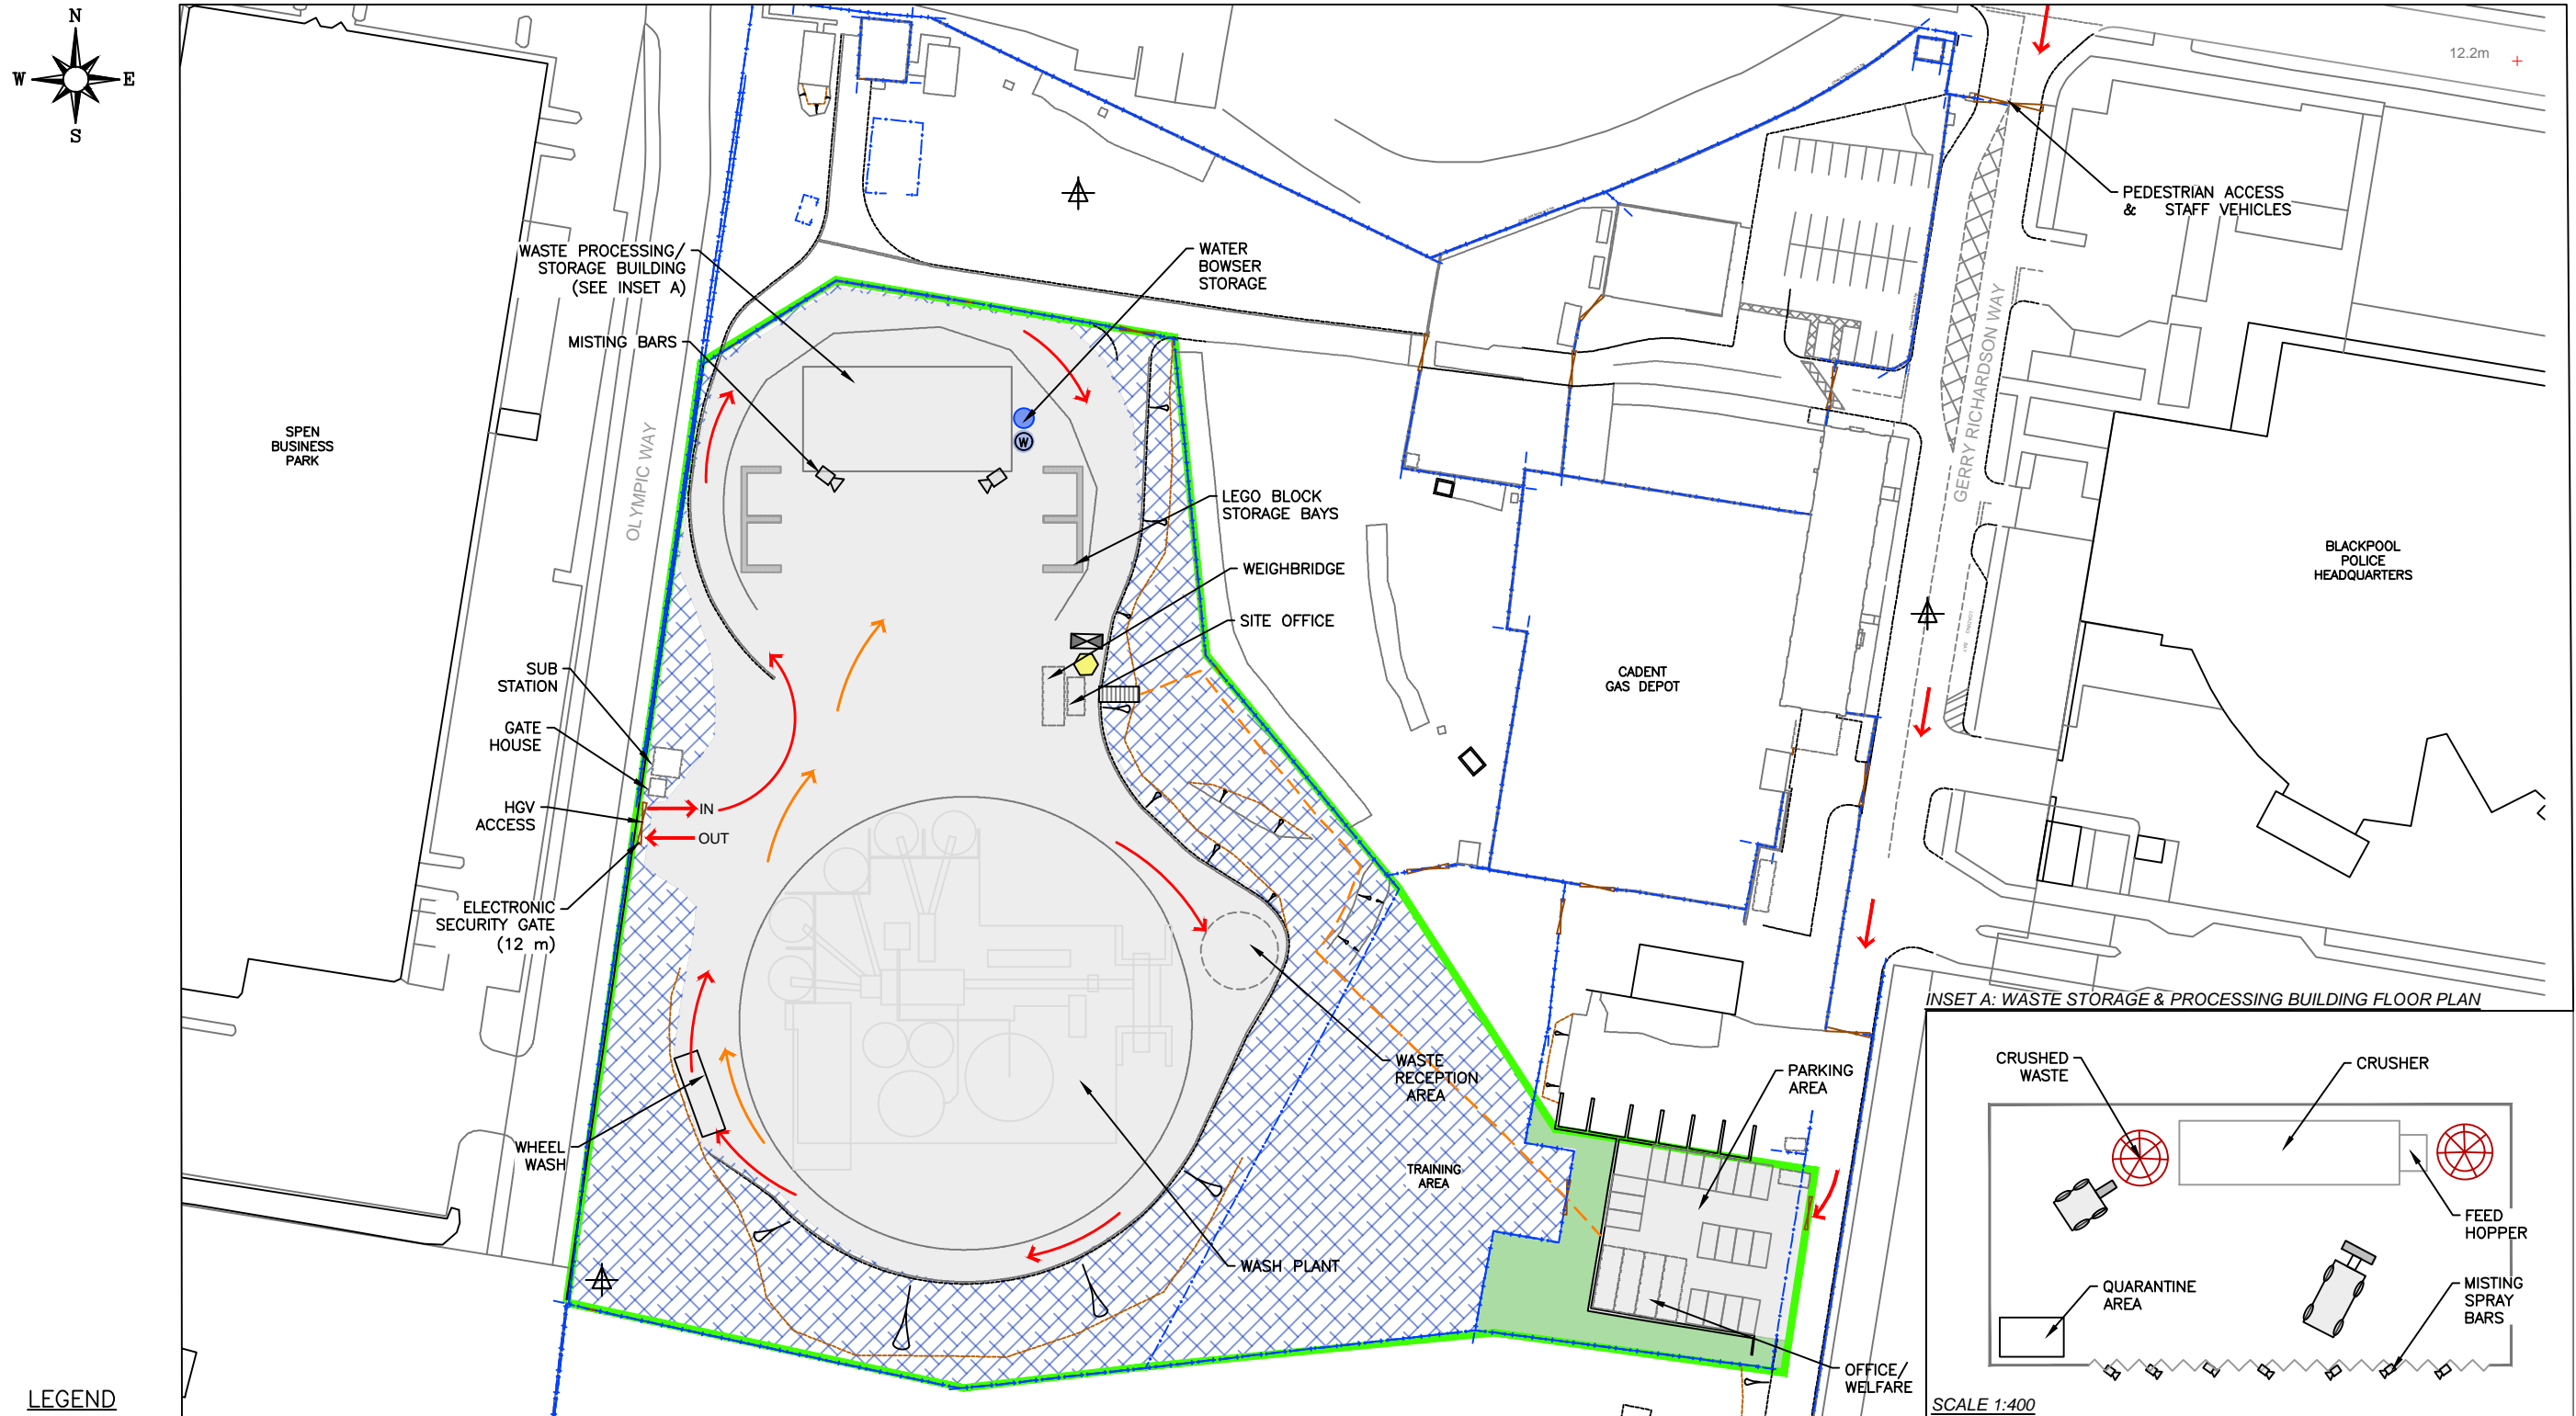 N
W
E
S
12.2m
PEDESTRIAN ACCESS
& STAFF VEHICLES
WASTE PROCESSING/
STORAGE BUILDING
(SEE INSET A)
WATER
BOWSER
STORAGE
MISTING BARS
SPEN
BUSINESS
PARK
OLYMPIC WAY
GERRY RICHARDSON WAY
W
LEGO BLOCK
STORAGE BAYS
WEIGHBRIDGE
SITE OFFICE
BLACKPOOL
POLICE
HEADQUARTERS
CADENT
GAS DEPOT
SUB
STATION
GATE
HOUSE
HGV
ACCESS
IN
OUT
ELECTRONIC
SECURITY GATE
(12 m)
WASTE
RECEPTION
AREA
PARKING
AREA
WHEEL
WASH
TRAINING
AREA
WASH PLANT
OFFICE/
WELFARE
INSET A: WASTE STORAGE & PROCESSING BUILDING FLOOR PLAN
CRUSHED
WASTE
CRUSHER
FEED
HOPPER
QUARANTINE
AREA
MISTING
SPRAY
BARS
SCALE 1:400
LEGEND